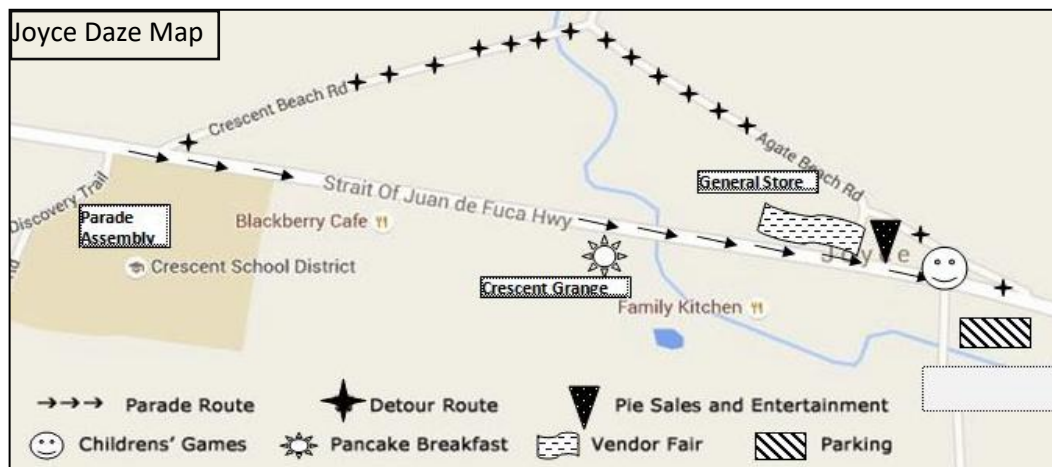 Joyce Daze Map
Crescent Beach Rd
Agate Beach Rd
General Store
Discovery Trail
Parade
Assembly
Strait Of Juan de Fuca Hwy
Blackberry Cafe
Joyce
Crescent School District
Crescent Grange
Family Kitchen
Parade Route
Detour Route
Pie Sales and Entertainment
Childrens' Games
Pancake Breakfast
Vendor Fair
Parking